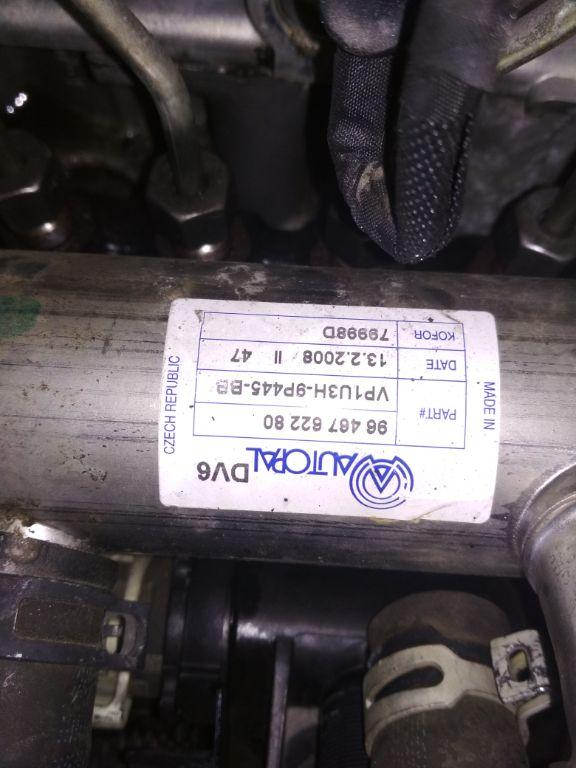 AUTOPAL DV6
MADE IN
PART# 96 467 622 80
VP1U3H-9P445-BB
DATE 13.2.2008 II 47
KOFOR 79998D
CZECH REPUBLIC